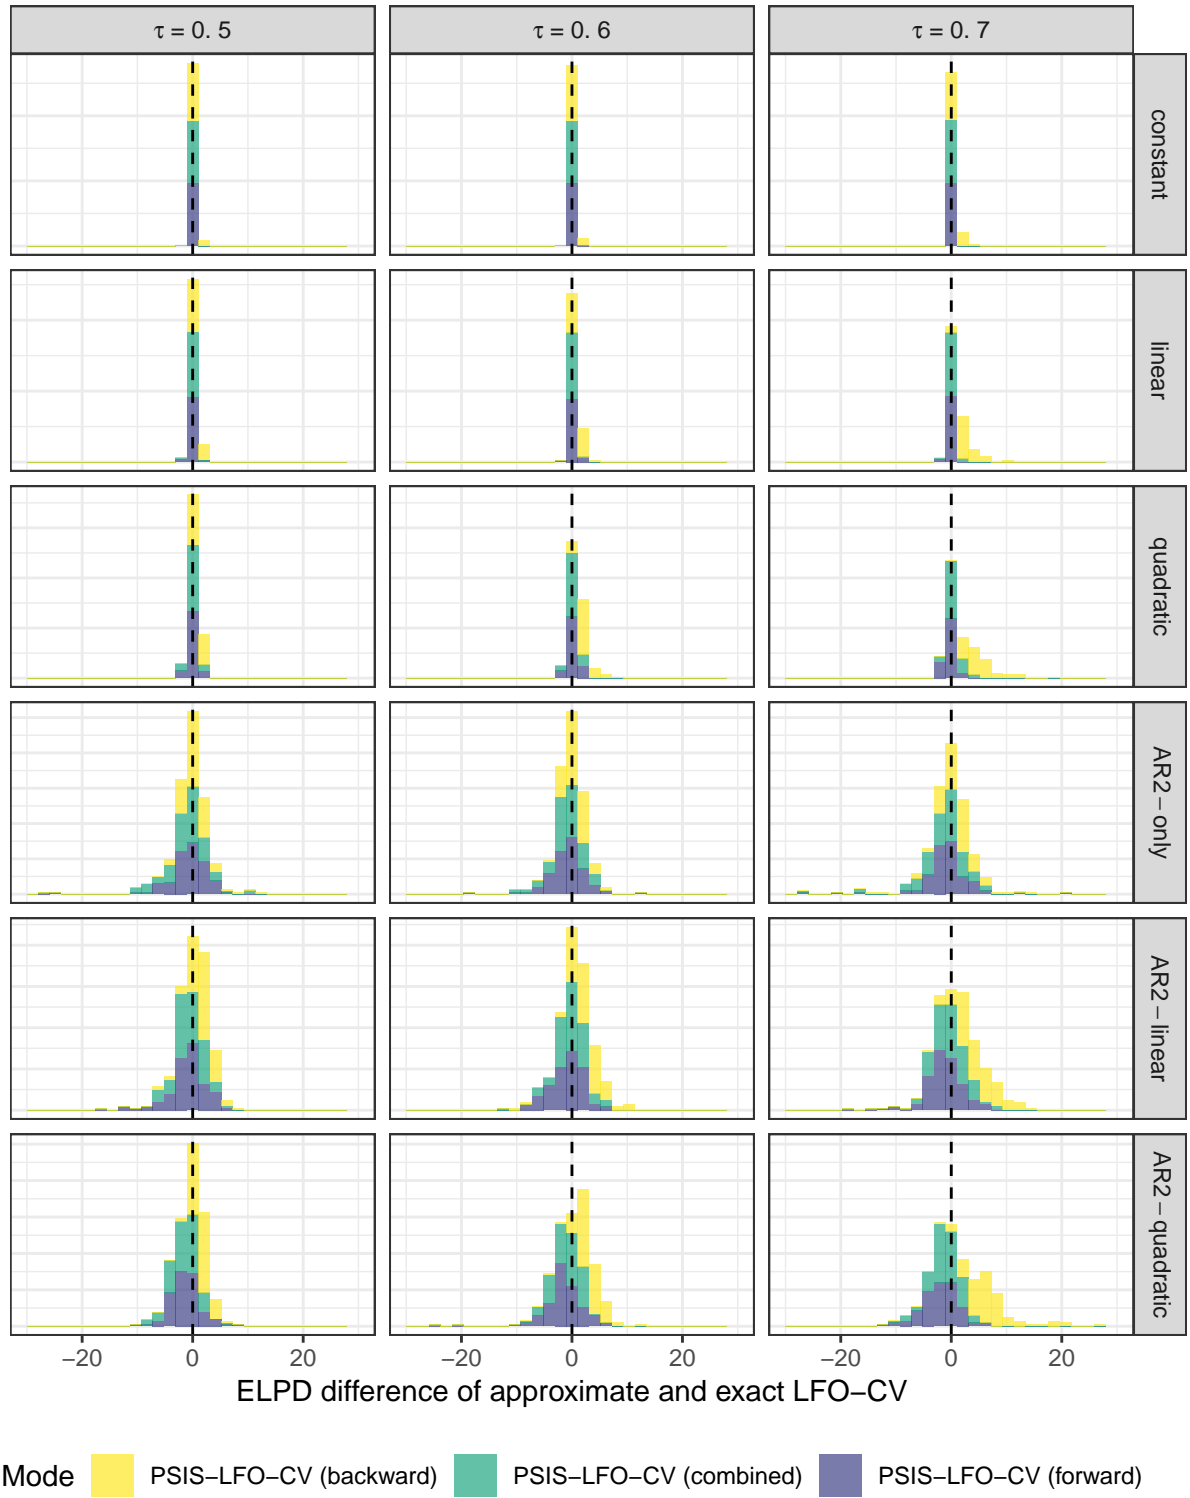 τ = 0. 5
τ = 0. 6
τ = 0. 7
constant
linear
quadratic
AR2−only
AR2−linear
AR2−quadratic
−20 0 20 −20 0 20 −20 0 20
ELPD difference of approximate and exact LFO−CV
Mode PSIS−LFO−CV (backward) PSIS−LFO−CV (combined) PSIS−LFO−CV (forward)